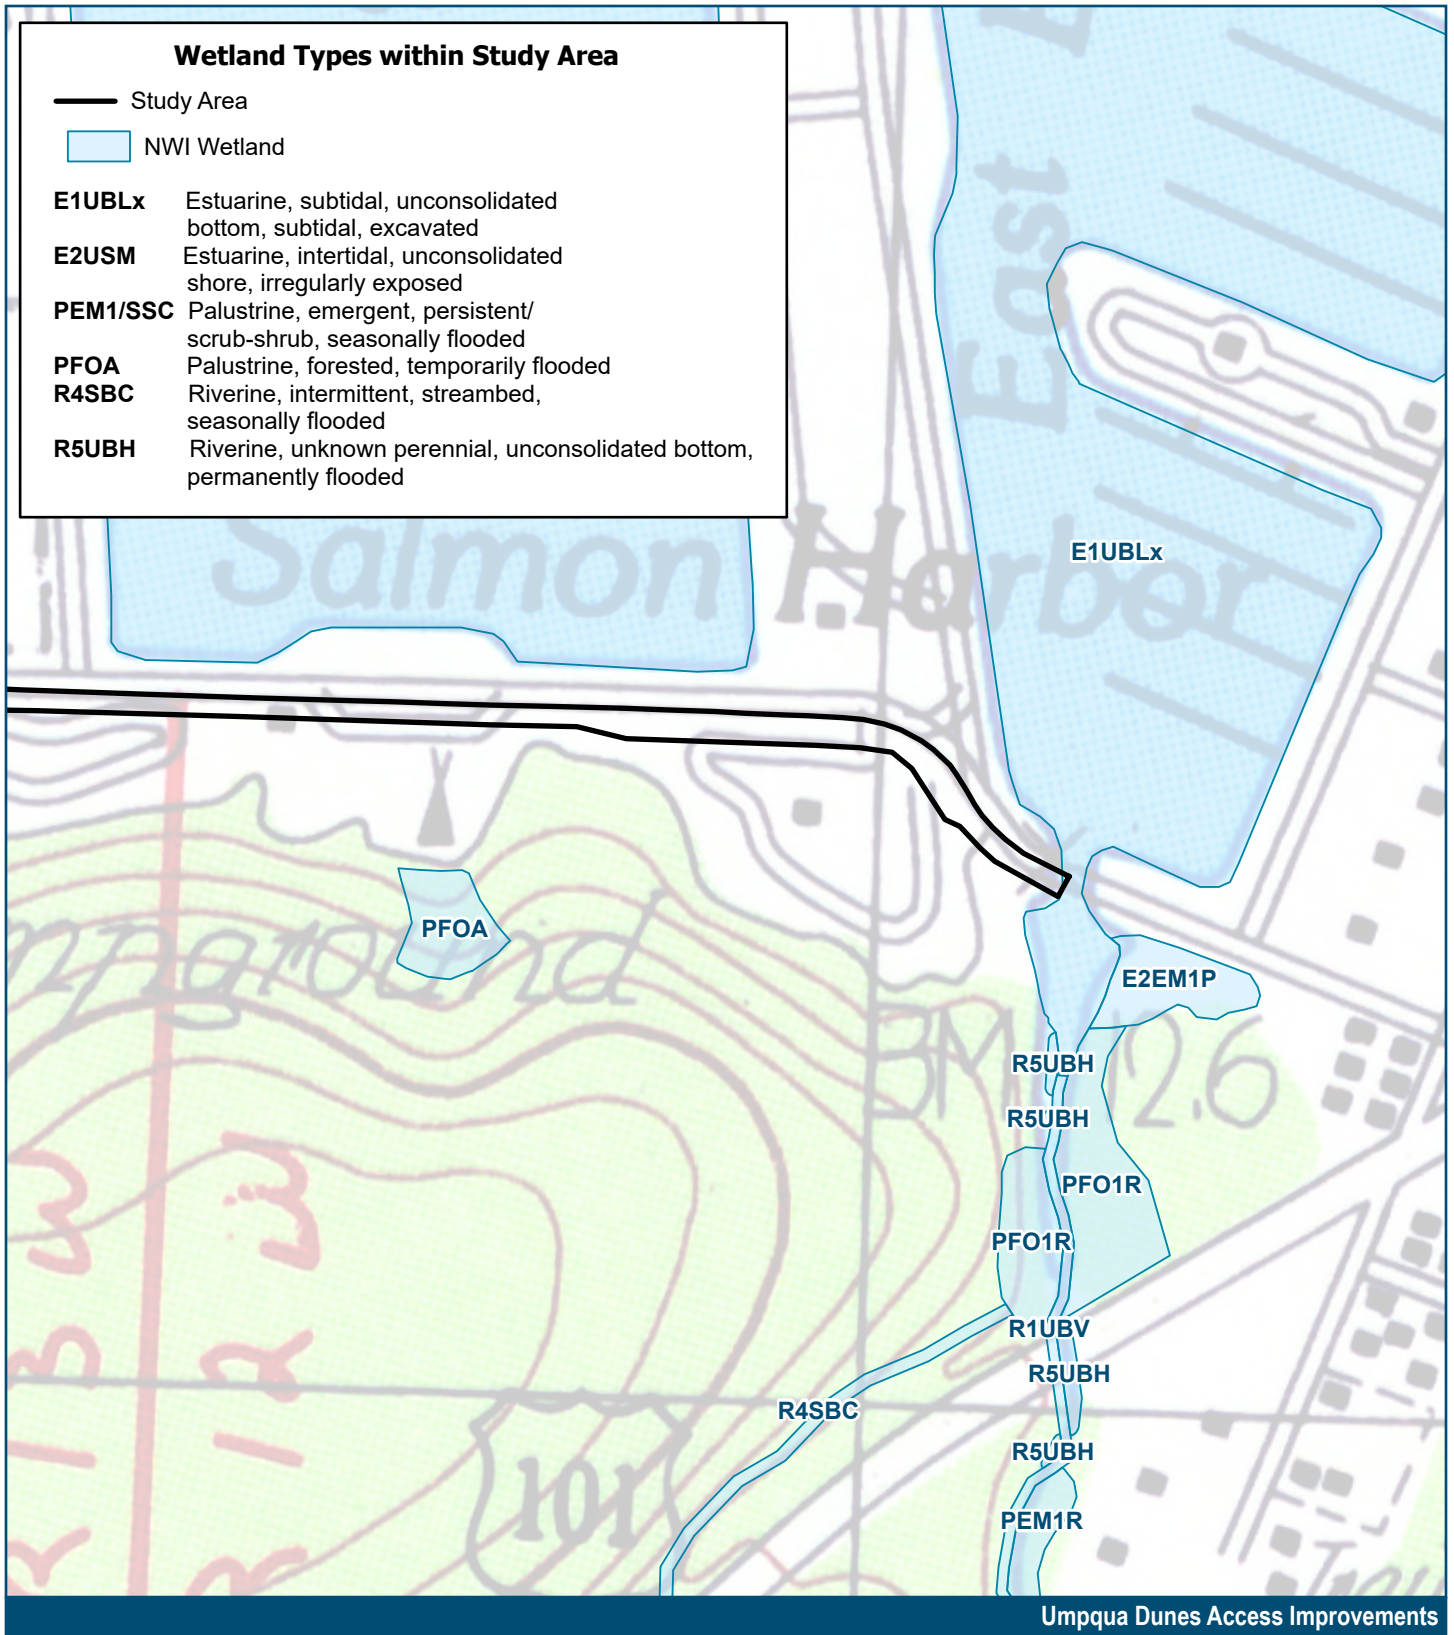 Wetland Types within Study Area
Study Area
NWI Wetland
E1UBLx Estuarine, subtidal, unconsolidated
bottom, subtidal, excavated
E2USM Estuarine, intertidal, unconsolidated
shore, irregularly exposed
PEM1/SSC Palustrine, emergent, persistent/
scrub-shrub, seasonally flooded
PFOA Palustrine, forested, temporarily flooded
R4SBC Riverine, intermittent, streambed,
seasonally flooded
R5UBH Riverine, unknown perennial, unconsolidated bottom,
permanently flooded
East
Salmon Harbor
E1UBLx
PFOA
E2EM1P
BM 12.6
R5UBH
R5UBH
PFO1R
PFO1R
R1UBV
R5UBH
R4SBC
R5UBH
101
PEM1R
Umpqua Dunes Access Improvements